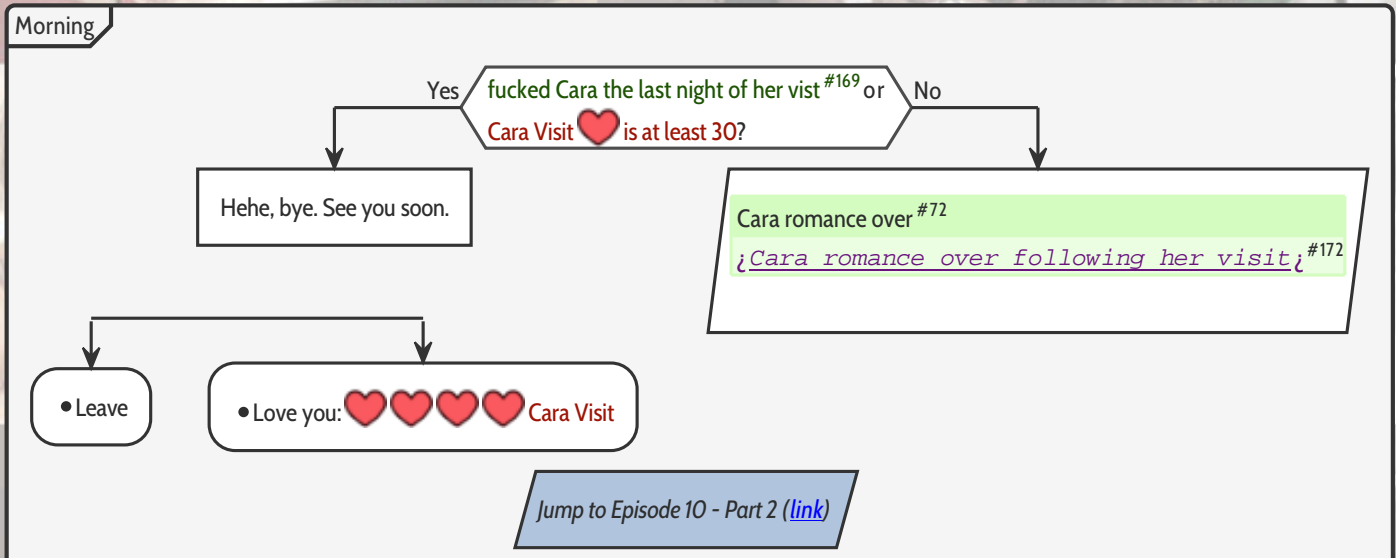 Morning
Yes
fucked Cara the last night of her vist #169 or
No
Cara Visit is at least 30?
Hehe, bye. See you soon.
Cara romance over #72
¿Cara romance over following her visit¿ #172
•Leave
•Love you: Cara Visit
Jump to Episode 10 - Part 2 (link)